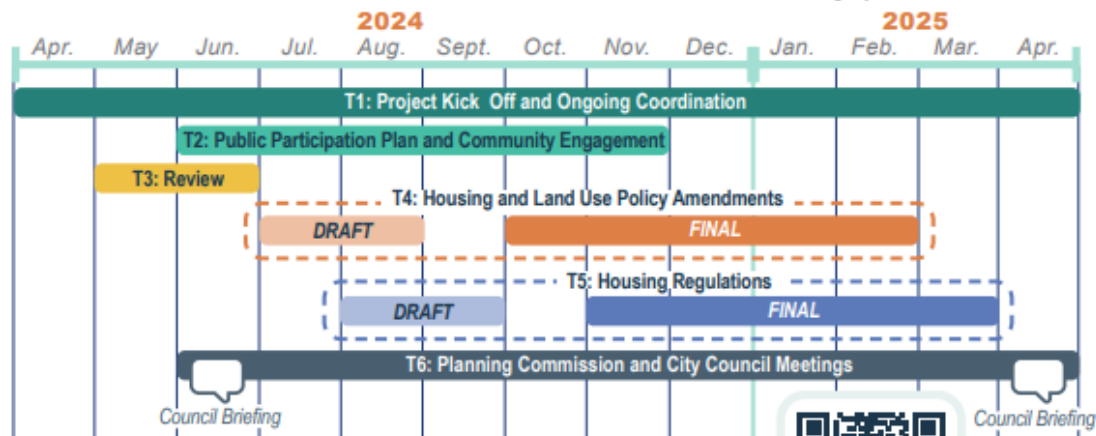 2024 2025
Apr. May Jun. Jul. Aug. Sept. Oct. Nov. Dec. Jan. Feb. Mar. Apr.
T1: Project Kick Off and Ongoing Coordination
T2: Public Participation Plan and Community Engagement
T3: Review
T4: Housing and Land Use Policy Amendments
DRAFT FINAL
T5: Housing Regulations
DRAFT FINAL
T6: Planning Commission and City Council Meetings
Council Briefing Council Briefing